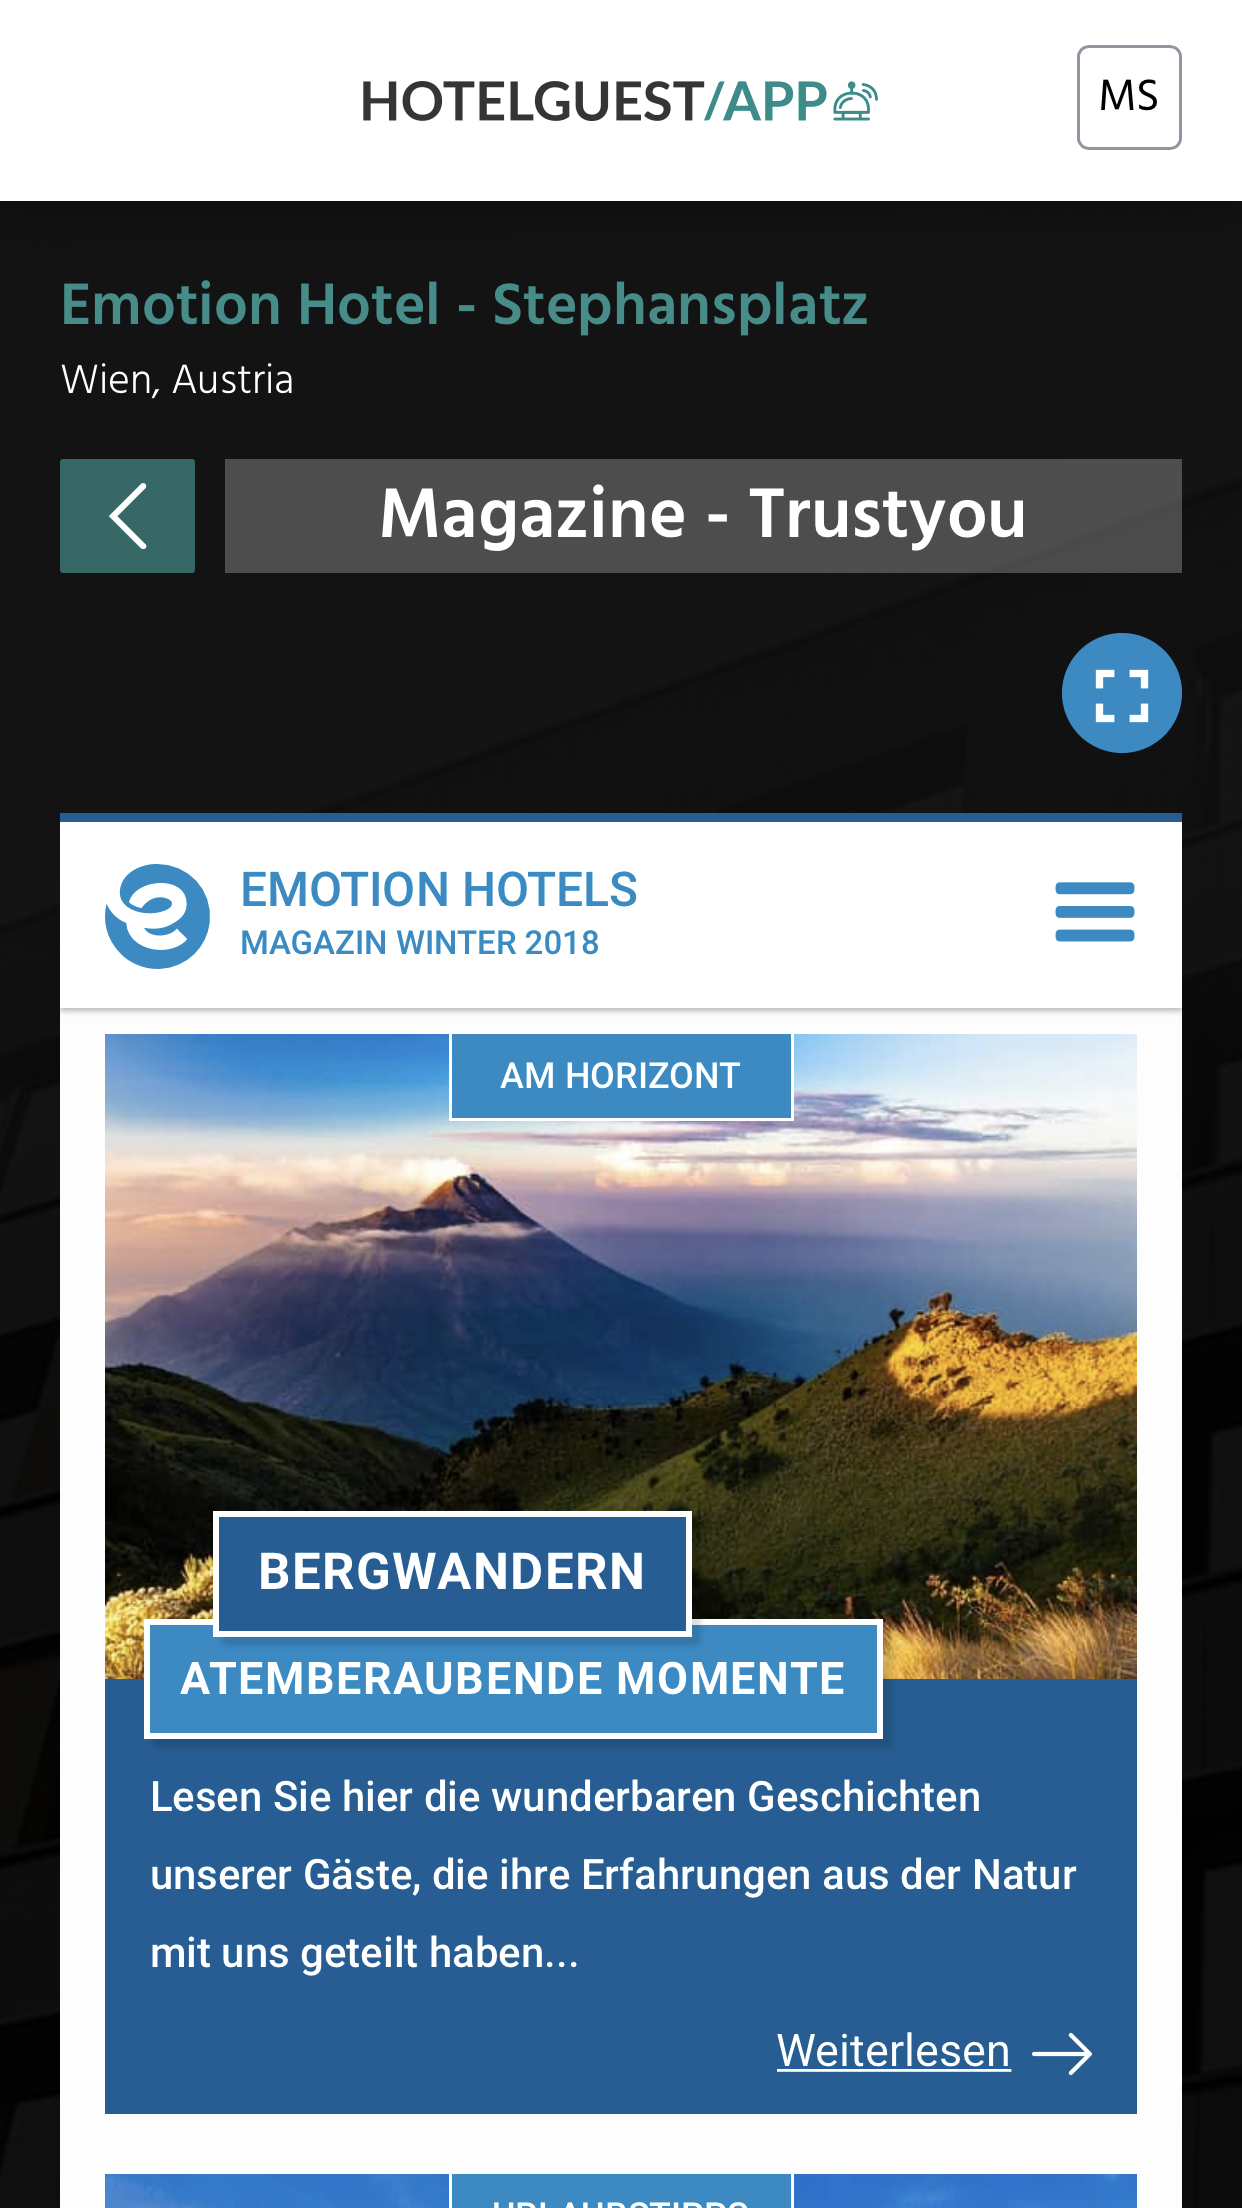 HOTELGUEST/APP
MS
Emotion Hotel - Stephansplatz
Wien, Austria
Magazine - Trustyou
EMOTION HOTELS
MAGAZIN WINTER 2018
AM HORIZONT
BERGWANDERN
ATEMBERAUBENDE MOMENTE
Lesen Sie hier die wunderbaren Geschichten
unserer Gäste, die ihre Erfahrungen aus der Natur
mit uns geteilt haben...
Weiterlesen
URLAUBSTIPPS